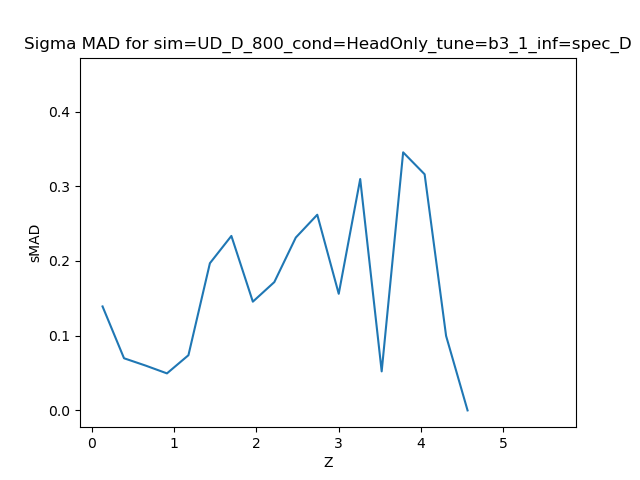 Sigma MAD for sim=UD_D_800_cond=HeadOnly_tune=b3_1_inf=spec_D
0.4
0.3
0.2
0.1
0.0
sMAD
0 1 2 3 4 5
Z